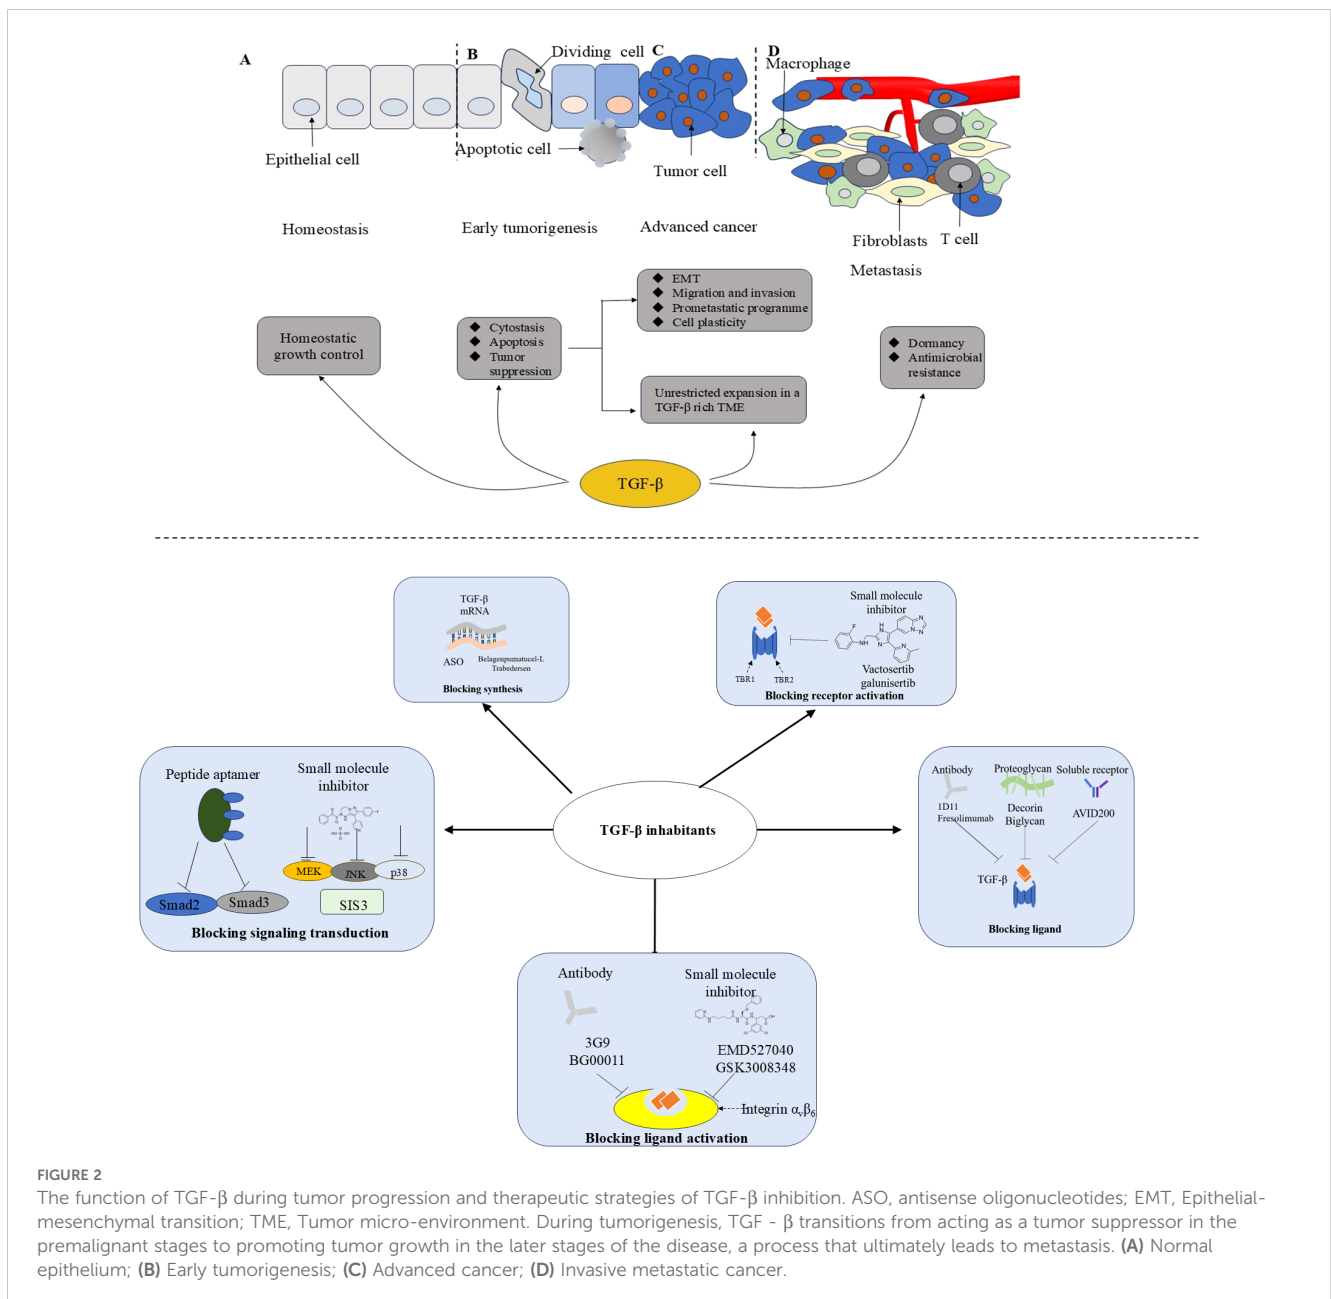 A
B
Dividing cell
C
D
Macrophage
Epithelial cell
Apoptotic cell
Tumor cell
Fibroblasts
T cell
Homeostasis
Early tumorigenesis
Advanced cancer
Metastasis
Homeostatic
growth control
Cytostasis
Apoptosis
Tumor
suppression
EMT
Migration and invasion
Prometastatic programme
Cell plasticity
Unrestricted expansion in a
TGF-β rich TME
Dormancy
Antimicrobial
resistance
TGF-β
TGF-β
mRNA
ASO
Belagenpumatucel-L
Trabedersen
Blocking synthesis
Small molecule
inhibitor
F
H
N
N
N
N
NH
N
N
TBR1
TBR2
Vactosertib
galunisertib
Blocking receptor activation
Peptide aptamer
Small molecule
inhibitor
MEK
JNK
p38
Smad2
Smad3
SIS3
Blocking signaling transduction
TGF-β inhabitants
Antibody
Proteoglycan
Soluble receptor
1D11
Fresolimumab
Decorin
Biglycan
AVID200
TGF-β
Blocking ligand
Antibody
Small molecule
inhibitor
3G9
BG00011
EMD527040
GSK3008348
Integrin αᵥβ₆
Blocking ligand activation
FIGURE 2
The function of TGF-β during tumor progression and therapeutic strategies of TGF-β inhibition. ASO, antisense oligonucleotides; EMT, Epithelial-
mesenchymal transition; TME, Tumor micro-environment. During tumorigenesis, TGF - β transitions from acting as a tumor suppressor in the
premalignant stages to promoting tumor growth in the later stages of the disease, a process that ultimately leads to metastasis. (A) Normal
epithelium; (B) Early tumorigenesis; (C) Advanced cancer; (D) Invasive metastatic cancer.